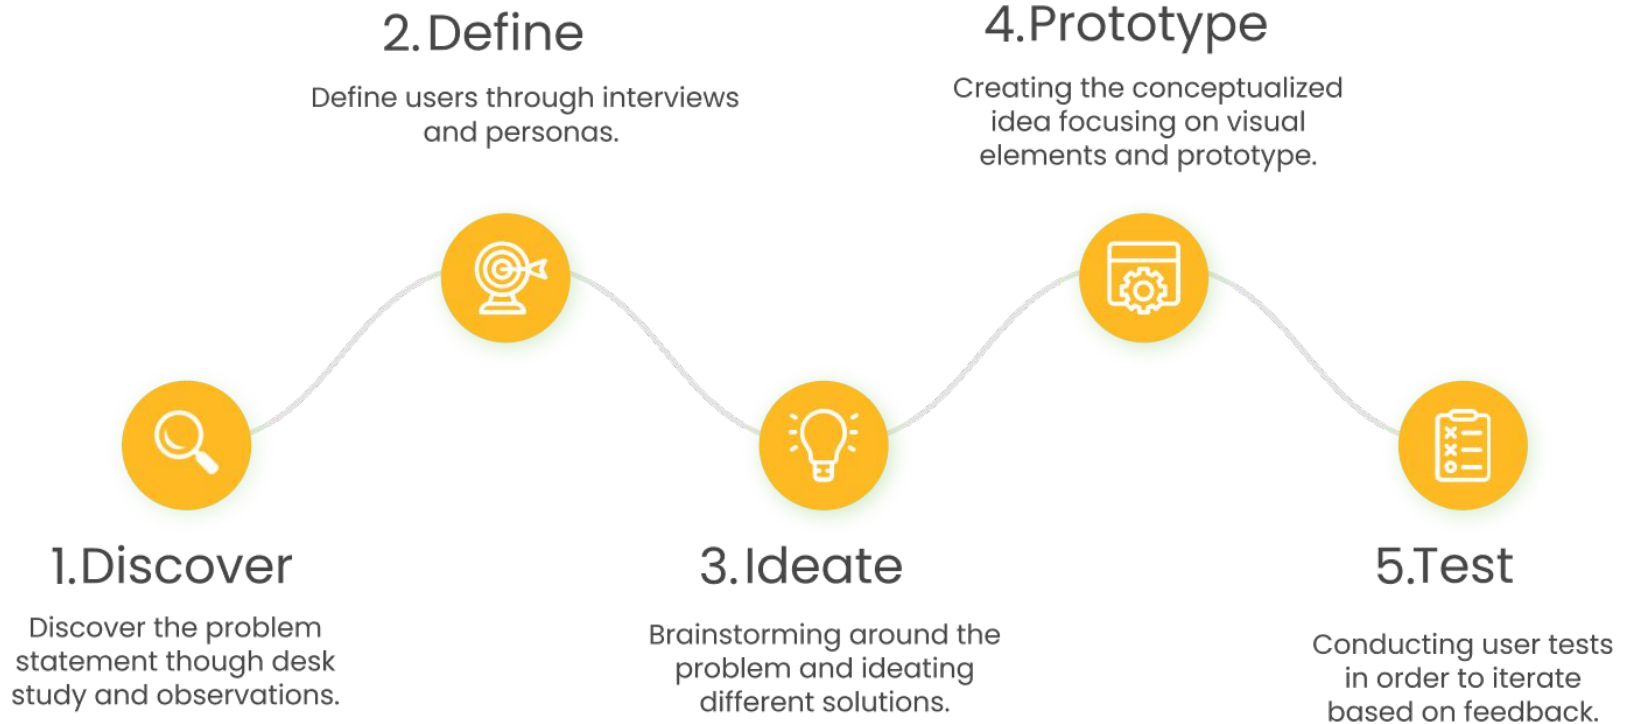 1.Discover
Discover the problem
statement though desk
study and observations.
2. Define
Define users through interviews
and personas.
3. Ideate
Brainstorming around the
problem and ideating
different solutions.
4.Prototype
Creating the conceptualized
idea focusing on visual
elements and prototype.
5.Test
Conducting user tests
in order to iterate
based on feedback.